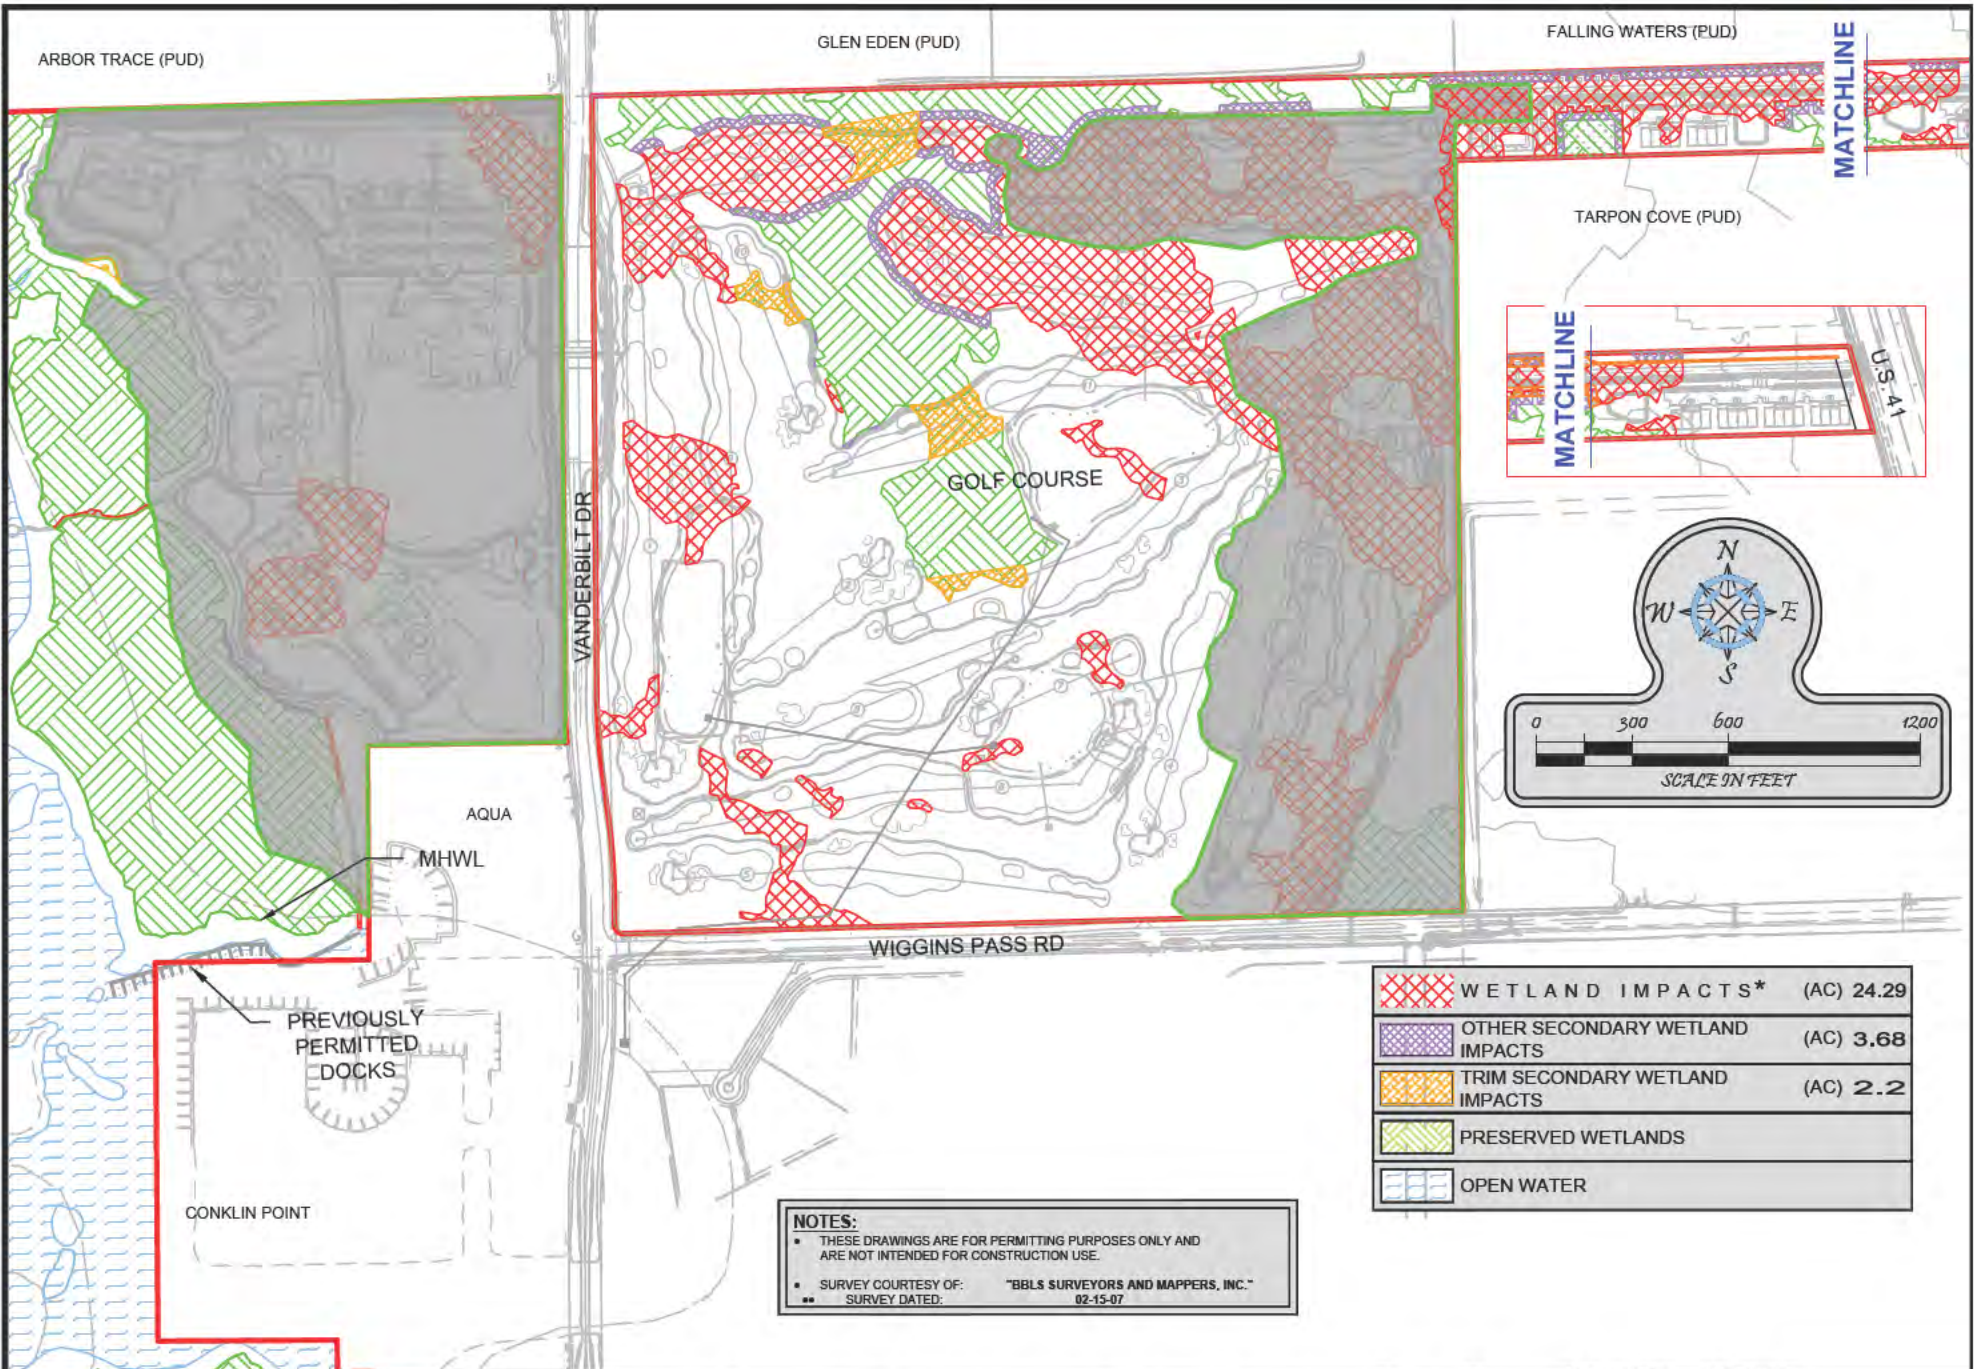 ARBOR TRACE (PUD)
GLEN EDEN (PUD)
FALLING WATERS (PUD)
MATCHLINE
TARPON COVE (PUD)
MATCHLINE
U.S. 41
GOLF COURSE
VANDERBILT DR
N
W E
S
0 300 600 1200
SCALE IN FEET
AQUA
MHWL
WIGGINS PASS RD
PREVIOUSLY
PERMITTED
DOCKS
CONKLIN POINT
WETLAND IMPACTS* (AC) 24.29
OTHER SECONDARY WETLAND
IMPACTS
(AC) 3.68
TRIM SECONDARY WETLAND
IMPACTS
(AC) 2.2
PRESERVED WETLANDS
OPEN WATER
NOTES:
• THESE DRAWINGS ARE FOR PERMITTING PURPOSES ONLY AND
ARE NOT INTENDED FOR CONSTRUCTION USE.
• SURVEY COURTESY OF: "BBLS SURVEYORS AND MAPPERS, INC."
•• SURVEY DATED: 02-15-07